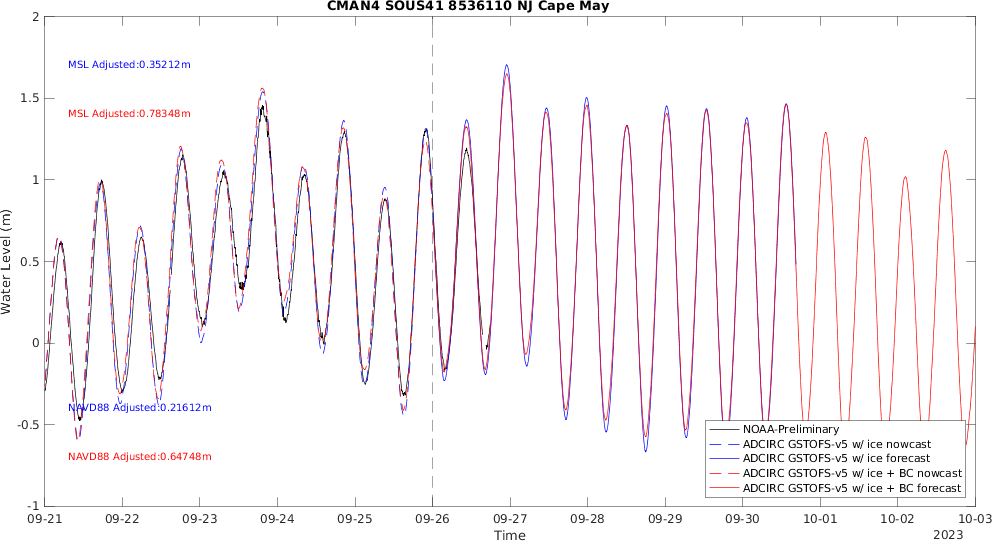 CMAN4 SOUS41 8536110 NJ Cape May
2
1.5
1
0.5
0
-0.5
-1
Water Level (m)
MSL Adjusted:0.35212m
MSL Adjusted:0.78348m
NAVD88 Adjusted:0.21612m
NAVD88 Adjusted:0.64748m
NOAA-Preliminary
ADCIRC GSTOFS-v5 w/ ice nowcast
ADCIRC GSTOFS-v5 w/ ice forecast
ADCIRC GSTOFS-v5 w/ ice + BC nowcast
ADCIRC GSTOFS-v5 w/ ice + BC forecast
09-21 09-22 09-23 09-24 09-25 09-26 09-27 09-28 09-29 09-30 10-01 10-02 10-03
Time
2023